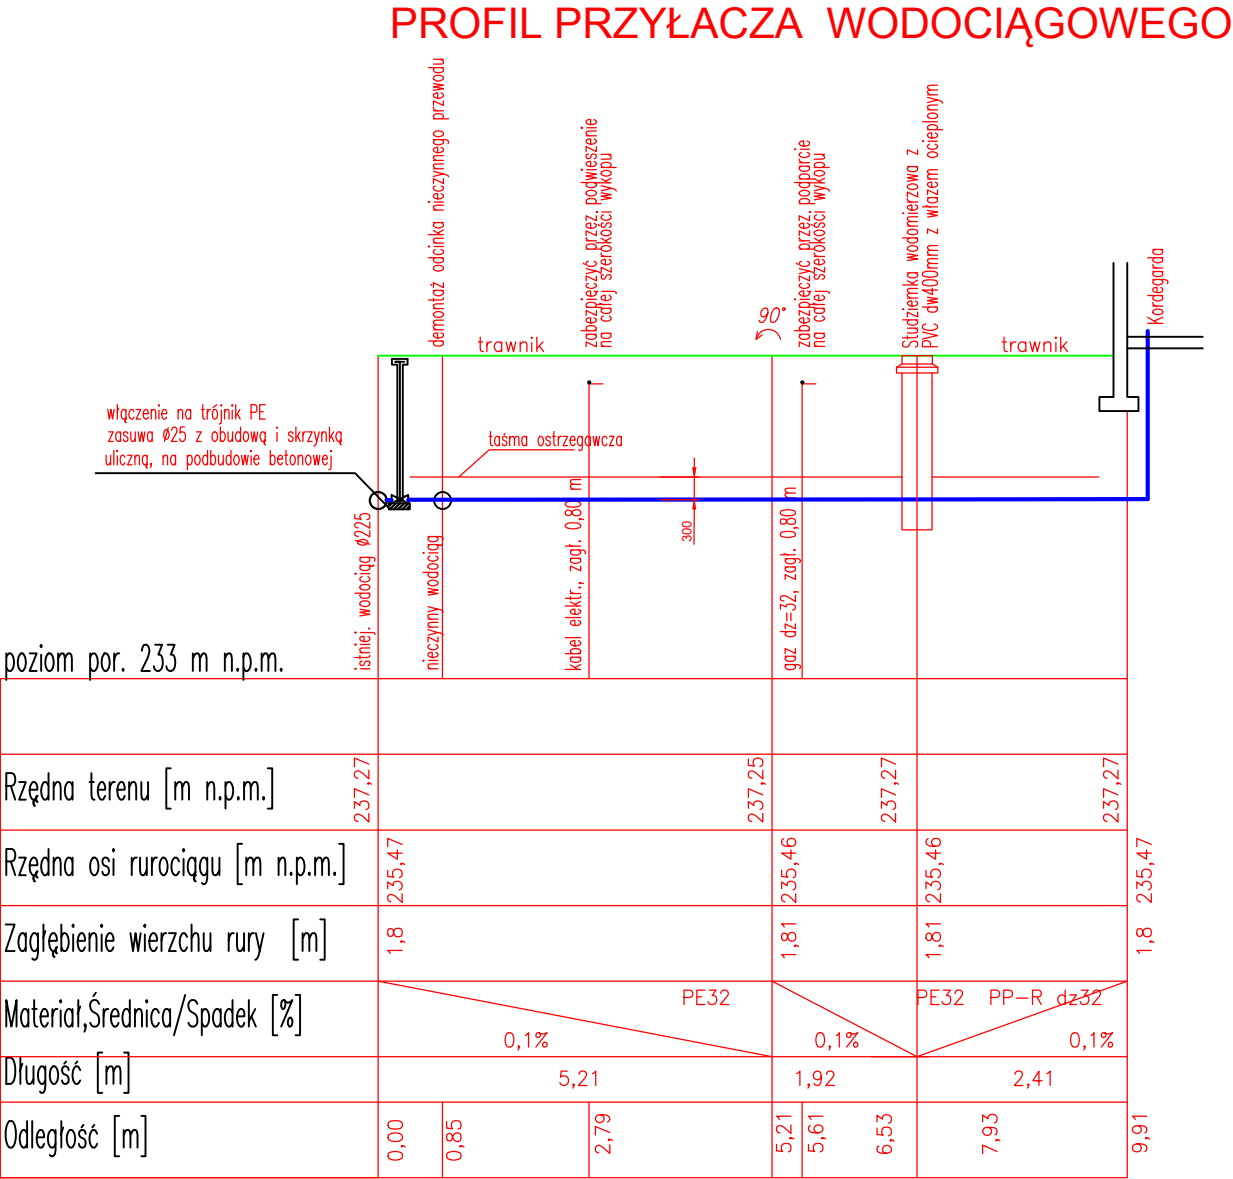 PROFIL PRZYŁACZA WODOCIĄGOWEGO
demontaż odcinka nieczynnego przewodu
zabezpieczyć przez. podwieszenie
na całej szerokości wykopu
zabezpieczyć przez. podparcie
na całej szerokości wykopu
Studzienka wodomierzowa z
PVC dw400mm z włazem ocieplonym
Kordegarda
90°
trawnik
trawnik
włączenie na trójnik PE
zasuwa ø25 z obudową i skrzynką
uliczną, na podbudowie betonowej
taśma ostrzegawcza
300
istniej. wodociąg ø225
nieczynny wodociąg
kabel elektr., zagł. 0,80 m
gaz dz=32, zagł. 0,80 m
poziom por. 233 m n.p.m.
Rzędna terenu [m n.p.m.]
237,27
237,25
237,27
237,27
Rzędna osi rurociągu [m n.p.m.]
235,47
235,46
235,46
235,47
Zagłębienie wierzchu rury [m]
1,8
1,81
1,81
1,8
Materiał,Średnica/Spadek [%]
PE32
PE32
PP-R dz32
0,1%
0,1%
0,1%
Długość [m]
5,21
1,92
2,41
Odległość [m]
0,00
0,85
2,79
5,21
5,61
6,53
7,93
9,91